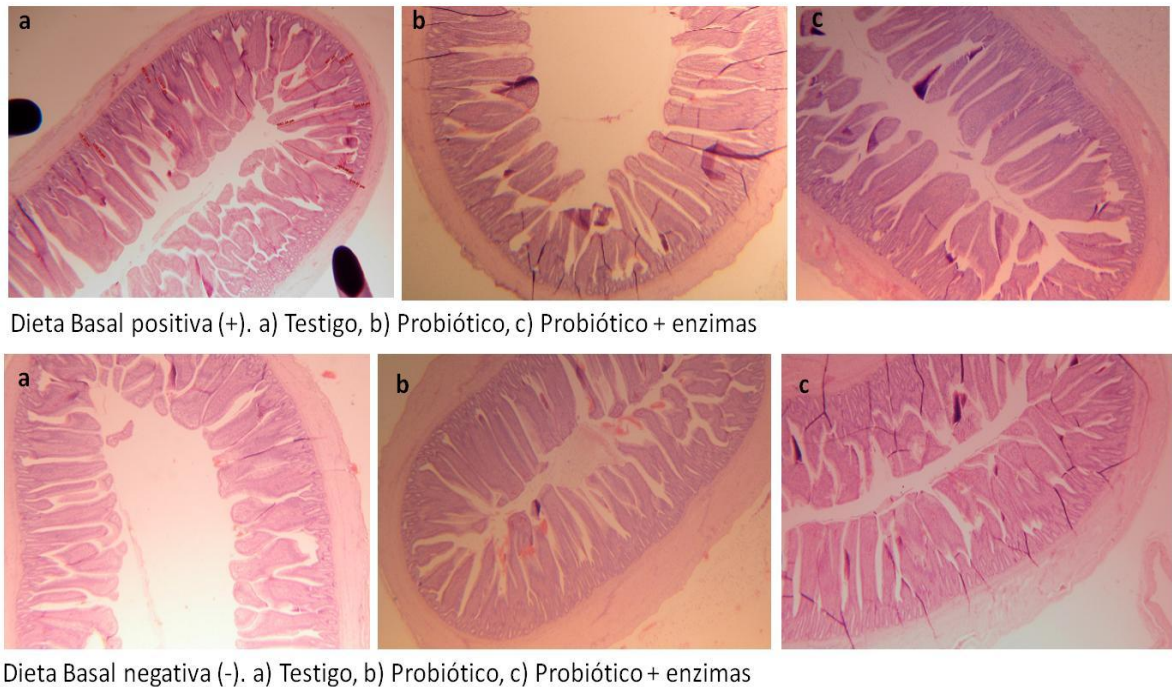 a
b
c
Dieta Basal positiva (+). a) Testigo, b) Probiótico, c) Probiótico + enzimas
a
b
c
Dieta Basal negativa (-). a) Testigo, b) Probiótico, c) Probiótico + enzimas